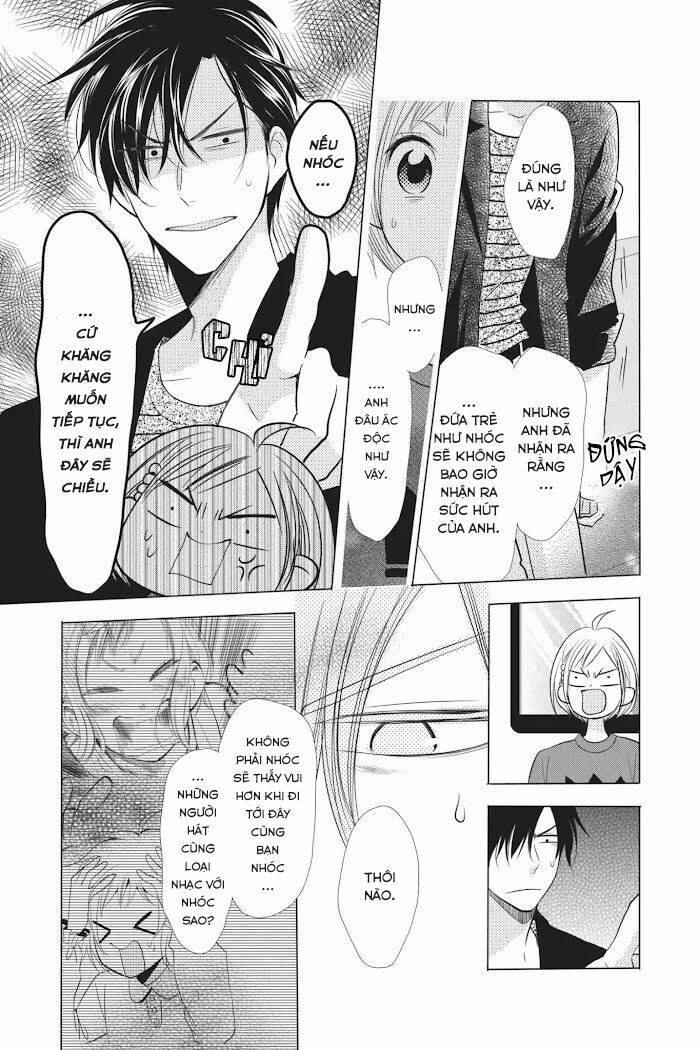 ĐÚNG
LÀ NHƯ
VẬY.
NHƯNG
ANH ĐÃ
NHẬN RA
RẰNG
...
ĐỨNG
DẬY
...
ĐỨA TRẺ
NHƯ NHÓC
SẼ KHÔNG
BAO GIỜ
NHẬN RA
SỨC HÚT
CỦA ANH.
NHƯNG
...
....
ANH
ĐÂU ÁC
ĐỘC NHƯ
VẬY.
NẾU
NHÓC
...
CHỈ
...
CỨ
KHĂNG
KHĂNG
MUỐN
TIẾP TỤC,
THÌ ANH
ĐÂY SẼ
CHIỀU.
THÔI
NÀO.
KHÔNG
PHẢI NHÓC
SẼ THẤY VUI
HƠN KHI ĐI
TỚI ĐÂY
CÙNG
BẠN
NHÓC
...
...
NHỮNG
NGƯỜI
HÁT
CÙNG
LOẠI
NHẠC VỚI
NHÓC
SAO?